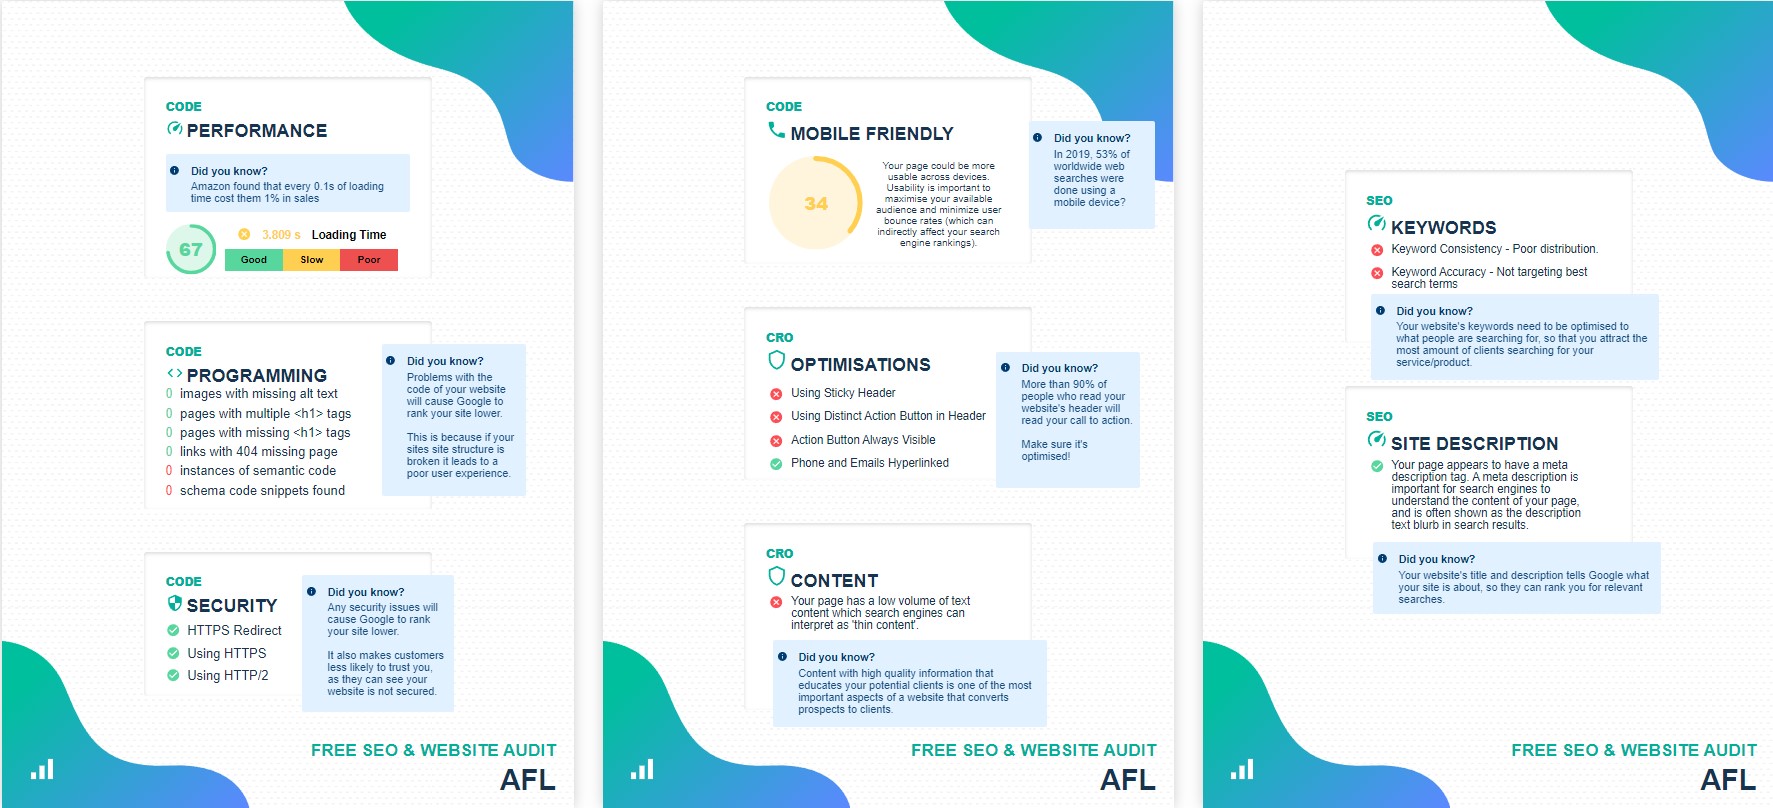 CODE
PERFORMANCE
Did you know?
Amazon found that every 0.1s of loading
time cost them 1% in sales
67
3.809 s Loading Time
Good Slow Poor
CODE
PROGRAMMING
0 images with missing alt text
0 pages with multiple <h1> tags
0 pages with missing <h1> tags
0 links with 404 missing page
0 instances of semantic code
0 schema code snippets found
Did you know?
Problems with the
code of your website
will cause Google to
rank your site lower.
This is because if your
sites site structure is
broken it leads to a
poor user experience.
CODE
SECURITY
HTTPS Redirect
Using HTTPS
Using HTTP/2
Did you know?
Any security issues will
cause Google to rank
your site lower.
It also makes customers
less likely to trust you,
as they can see your
website is not secured.
FREE SEO & WEBSITE AUDIT
AFL
CODE
MOBILE FRIENDLY
34
Your page could be more
usable across devices.
Usability is important to
maximise your available
audience and minimize user
bounce rates (which can
indirectly affect your search
engine rankings).
Did you know?
In 2019, 53% of
worldwide web
searches were
done using a
mobile device?
CRO
OPTIMISATIONS
Using Sticky Header
Using Distinct Action Button in Header
Action Button Always Visible
Phone and Emails Hyperlinked
Did you know?
More than 90% of
people who read your
website's header will
read your call to action.
Make sure it's
optimised!
CRO
CONTENT
Your page has a low volume of text
content which search engines can
interpret as 'thin content'.
Did you know?
Content with high quality information that
educates your potential clients is one of the most
important aspects of a website that converts
prospects to clients.
FREE SEO & WEBSITE AUDIT
AFL
SEO
KEYWORDS
Keyword Consistency - Poor distribution.
Keyword Accuracy - Not targeting best
search terms
Did you know?
Your website's keywords need to be optimised to
what people are searching for, so that you attract the
most amount of clients searching for your
service/product.
SEO
SITE DESCRIPTION
Your page appears to have a meta
description tag. A meta description is
important for search engines to
understand the content of your page,
and is often shown as the description
text blurb in search results.
Did you know?
Your website's title and description tells Google what
your site is about, so they can rank you for relevant
searches.
FREE SEO & WEBSITE AUDIT
AFL